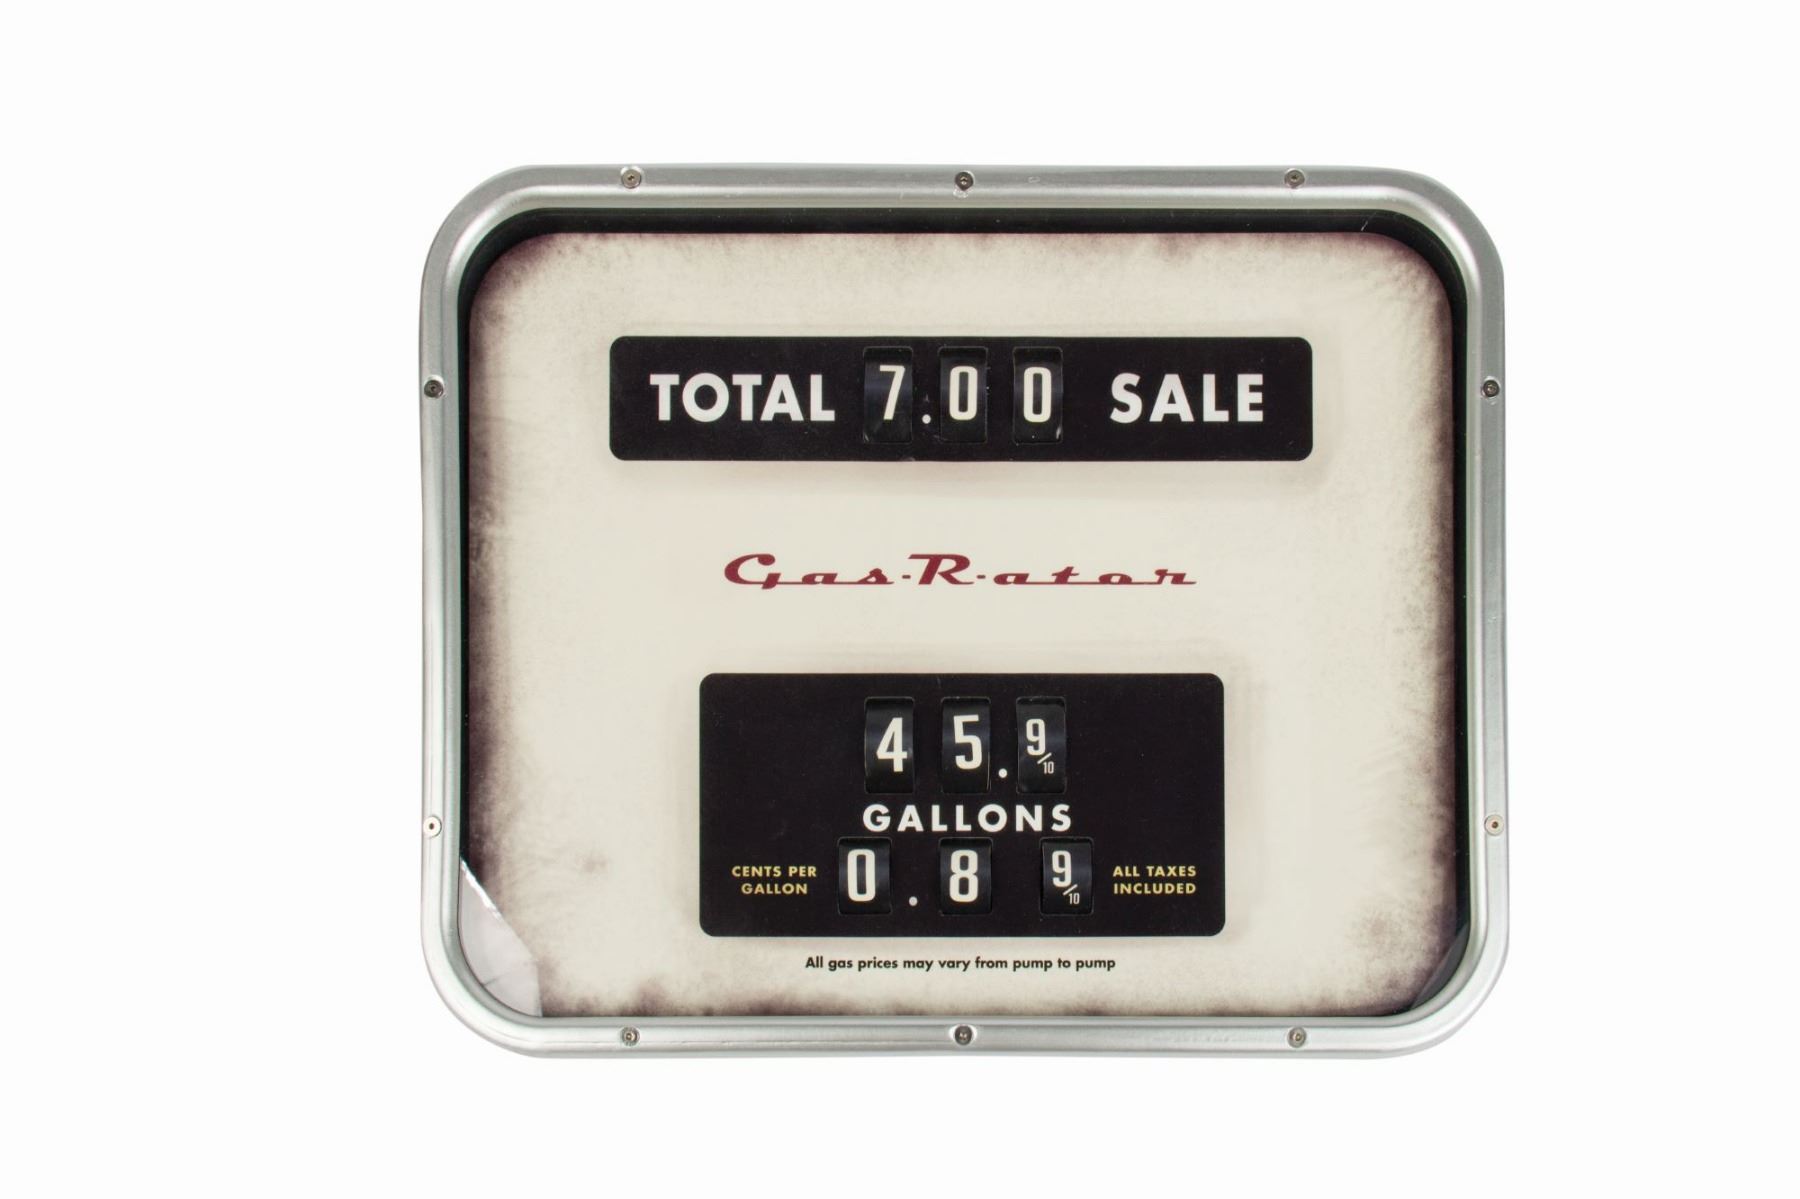 TOTAL 7.00 SALE
Gas·R·ator
45.9/10
GALLONS
CENTS PER GALLON 0.8 9/10 ALL TAXES INCLUDED
All gas prices may vary from pump to pump